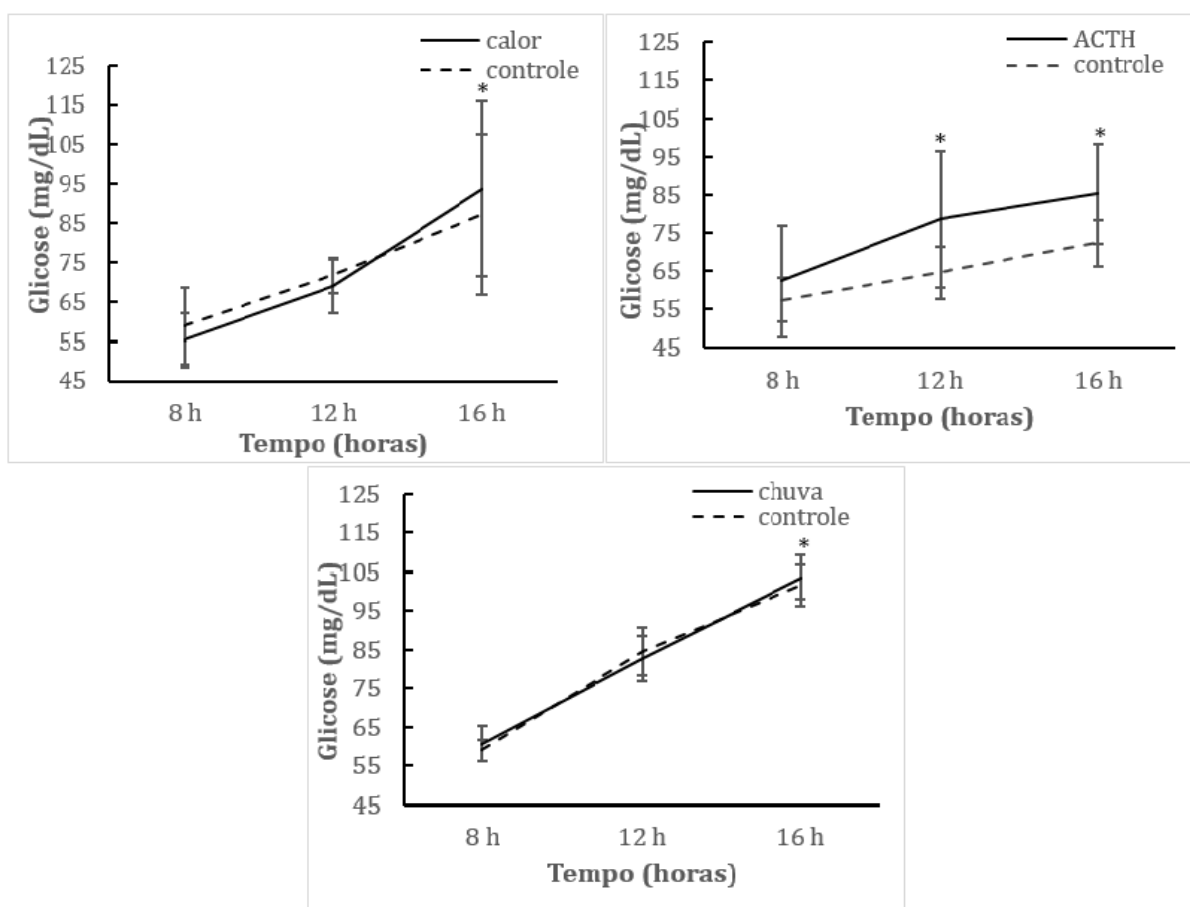 calor
controle
*
125
115
105
95
85
75
65
55
45
Glicose (mg/dL)
8 h
12 h
16 h
Tempo (horas)
ACTH
controle
*
*
125
115
105
95
85
75
65
55
45
Glicose (mg/dL)
8 h
12 h
16 h
Tempo (horas)
chuva
controle
*
125
115
105
95
85
75
65
55
45
Glicose (mg/dL)
8 h
12 h
16 h
Tempo (horas)